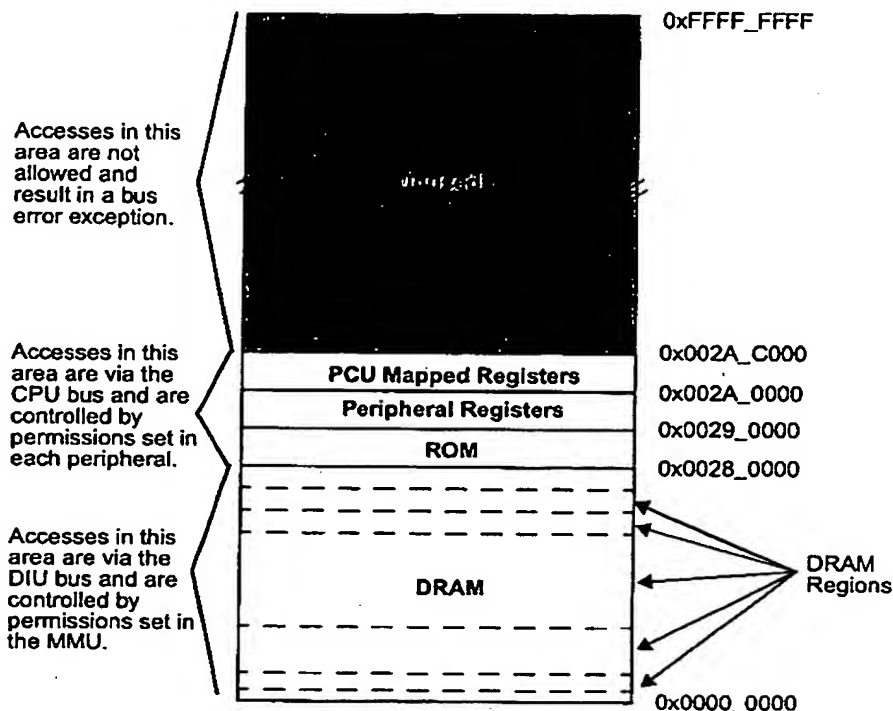 0xFFFF_FFFF
Accesses in this
area are not
allowed and
result in a bus
error exception.
Accesses in this
area are via the
CPU bus and are
controlled by
permissions set in
each peripheral.
0x002A_C000
PCU Mapped Registers
0x002A_0000
Peripheral Registers
0x0029_0000
ROM
0x0028_0000
Accesses in this
area are via the
DIU bus and are
controlled by
permissions set in
the MMU.
DRAM
DRAM
Regions
0x0000_0000